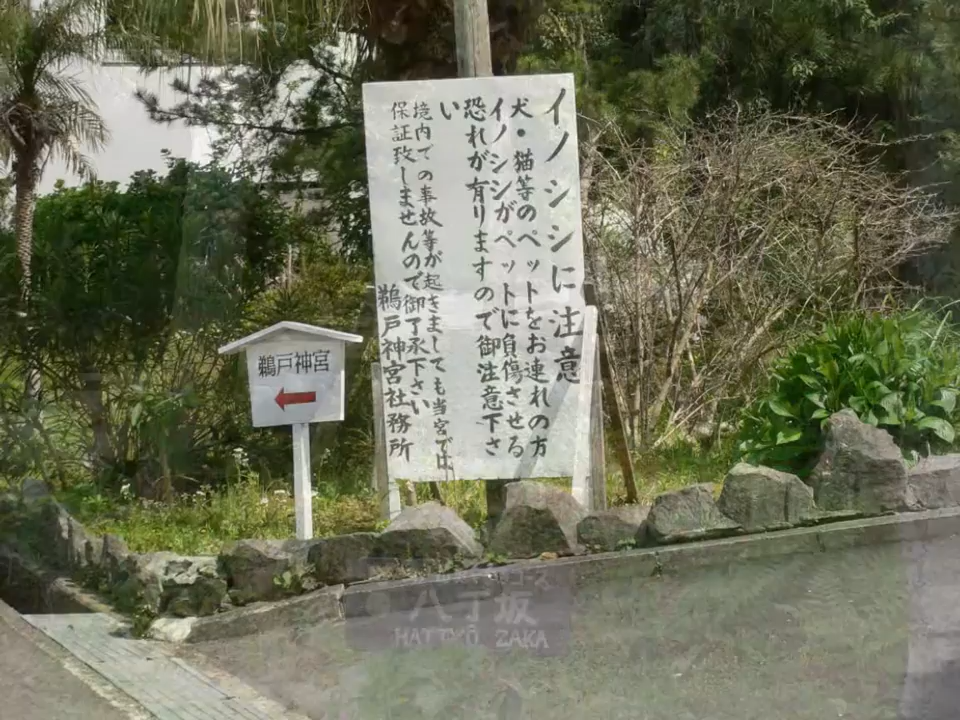 イノシシに注意
犬・猫等のペットをお連れの方
イノシシがペットに負傷させる
恐れが有りますので御注意下さ
い
境内での事故等が起きましても当宮では
保証致しませんので御了承下さい
鵜戸神宮社務所
鵜戸神宮
八丁坂
HATTYŌ ZAKA